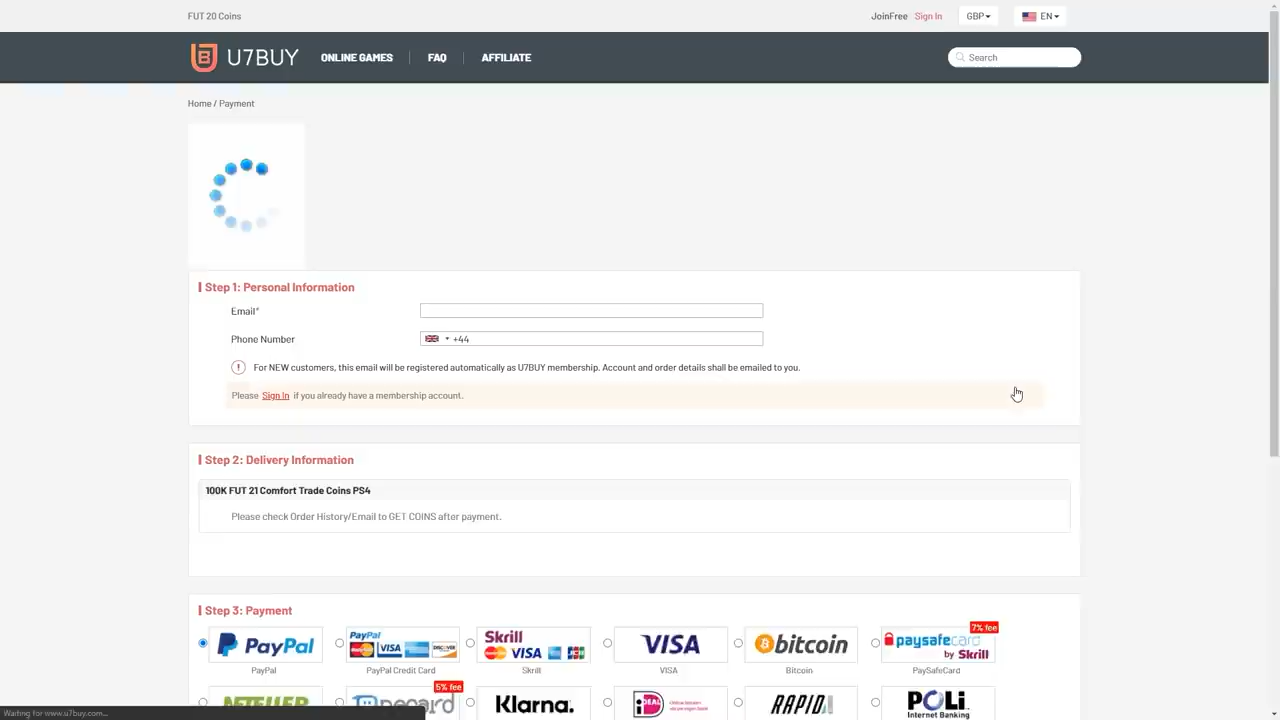 FUT 20 Coins
JoinFree Sign In GBP EN
U7BUY ONLINE GAMES FAQ AFFILIATE Search
Home / Payment
Step 1: Personal Information
Email*
Phone Number +44
For NEW customers, this email will be registered automatically as U7BUY membership. Account and order details shall be emailed to you.
Please Sign In if you already have a membership account.
Step 2: Delivery Information
100K FUT 21 Comfort Trade Coins PS4
Please check Order History/Email to GET COINS after payment.
Step 3: Payment
7% fee
PayPal PayPal VISA DISCOVER Skrill VISA VISA bitcoin paysafecard by Skrill
PayPal PayPal Credit Card Skrill VISA Bitcoin PaySafeCard
5% fee
NETELLER Klarna. iDEAL RAPID POLi
Internet Banking
Waiting for www.u7buy.com...